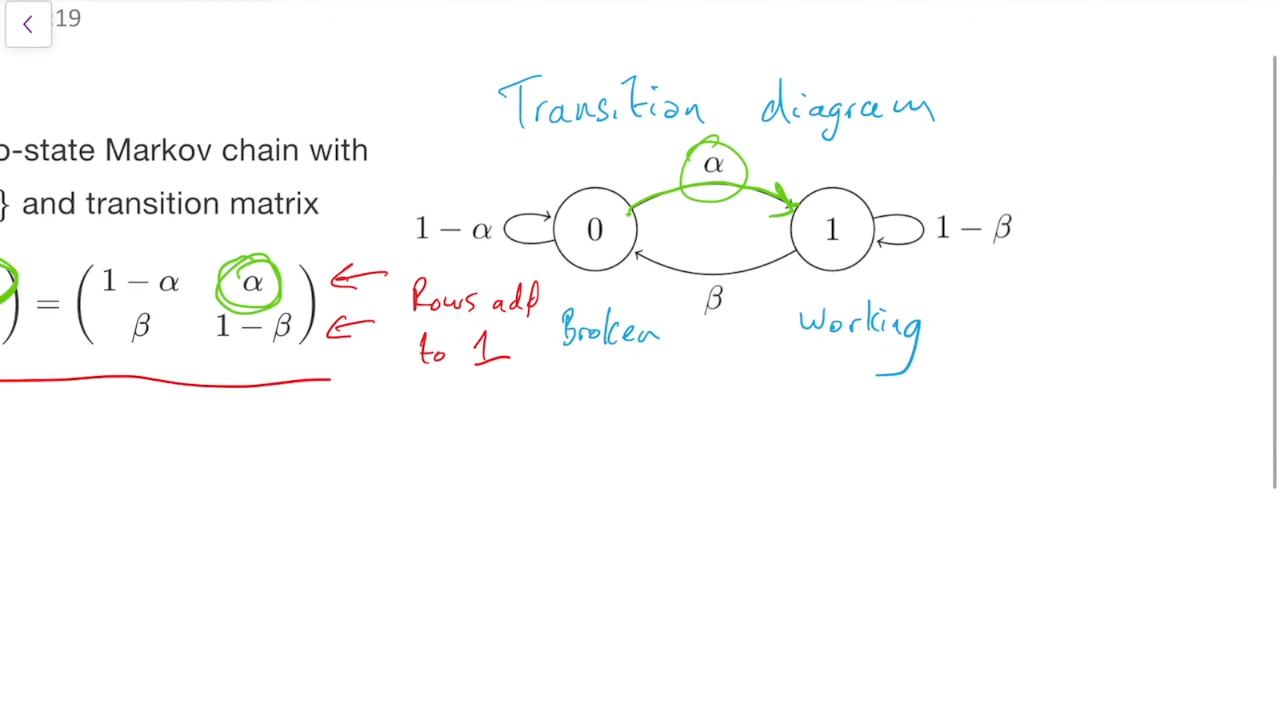 :19
Transition diagram
o-state Markov chain with
} and transition matrix
α
1 − α 0 1 1 − β
β
= ( 1 − α α )
β 1 − β
Rows add
to 1
Broken
Working